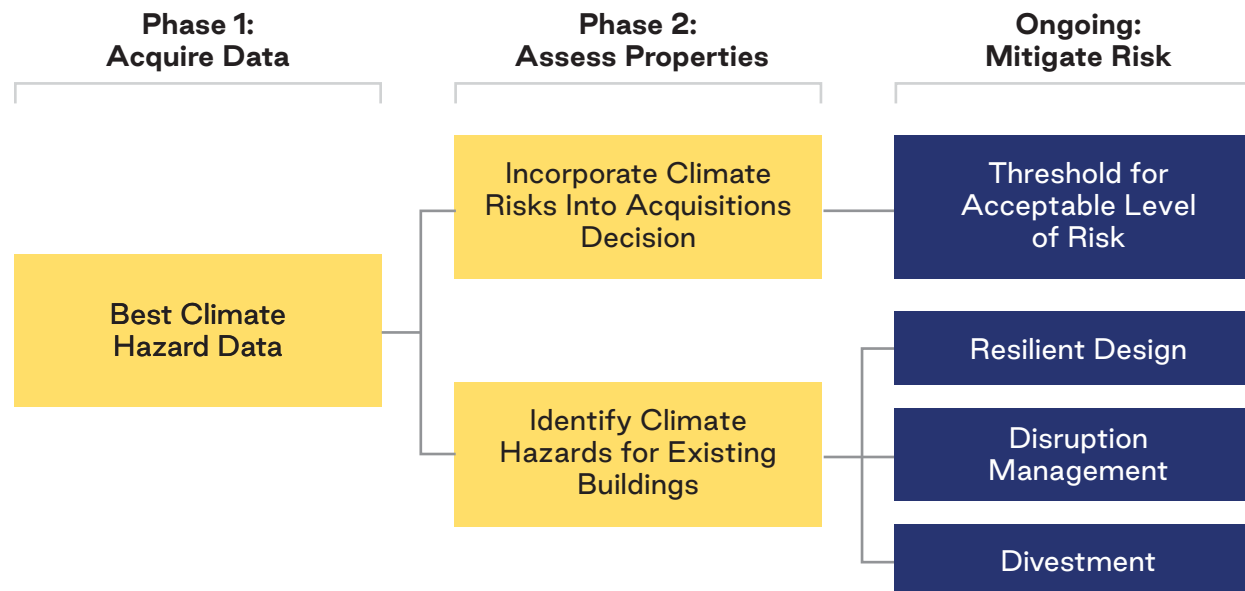 Phase 1:
Acquire Data
Phase 2:
Assess Properties
Ongoing:
Mitigate Risk
Best Climate
Hazard Data
Incorporate Climate
Risks Into Acquisitions
Decision
Identify Climate
Hazards for Existing
Buildings
Threshold for
Acceptable Level
of Risk
Resilient Design
Disruption
Management
Divestment